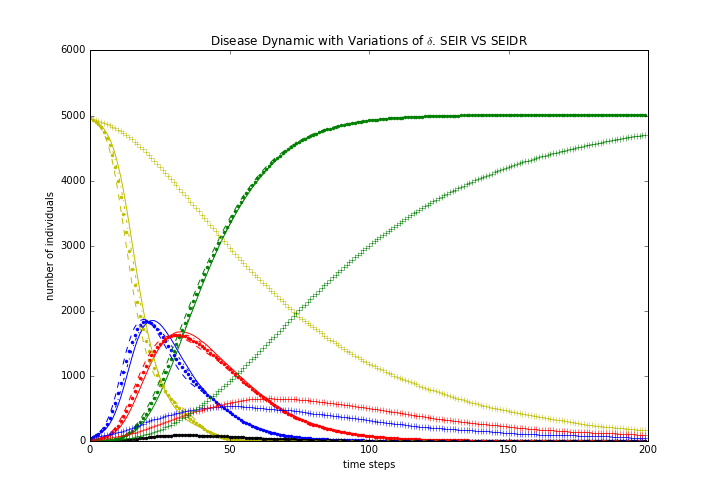 Disease Dynamic with Variations of δ. SEIR VS SEIDR
6000
5000
4000
3000
2000
1000
0
number of individuals
0 50 100 150 200
time steps